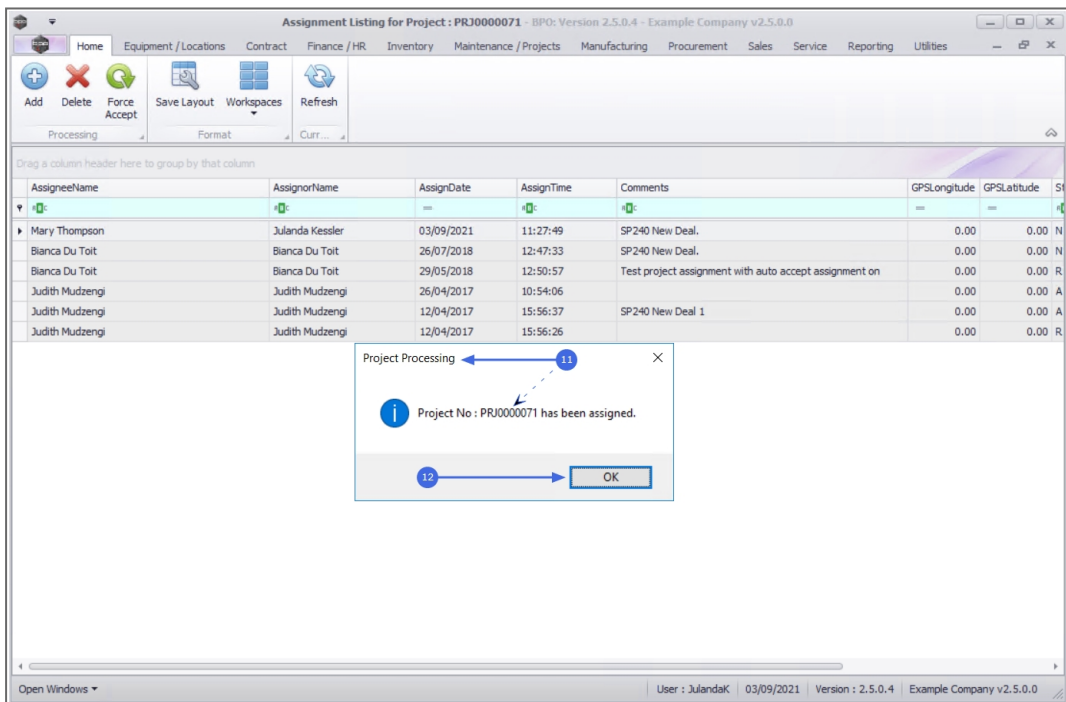 Assignment Listing for Project : PRJ0000071 - BPO: Version 2.5.0.4 - Example Company v2.5.0.0
Home Equipment / Locations Contract Finance / HR Inventory Maintenance / Projects Manufacturing Procurement Sales Service Reporting Utilities
Add Delete Force Accept Save Layout Workspaces Refresh
Processing Format Curr...
Drag a column header here to group by that column
AssigneeName AssignorName AssignDate AssignTime Comments GPSLongitude GPSLatitude St
Mary Thompson Julanda Kessler 03/09/2021 11:27:49 SP240 New Deal. 0.00 0.00 N
Bianca Du Toit Bianca Du Toit 26/07/2018 12:47:33 SP240 New Deal. 0.00 0.00 N
Bianca Du Toit Bianca Du Toit 29/05/2018 12:50:57 Test project assignment with auto accept assignment on 0.00 0.00 R
Judith Mudzengi Judith Mudzengi 26/04/2017 10:54:06 0.00 0.00 A
Judith Mudzengi Judith Mudzengi 12/04/2017 15:56:37 SP240 New Deal 1 0.00 0.00 A
Judith Mudzengi Judith Mudzengi 12/04/2017 15:56:26 0.00 0.00 R
Project Processing 11
Project No : PRJ0000071 has been assigned.
12 OK
Open Windows User : JulandaK 03/09/2021 Version : 2.5.0.4 Example Company v2.5.0.0